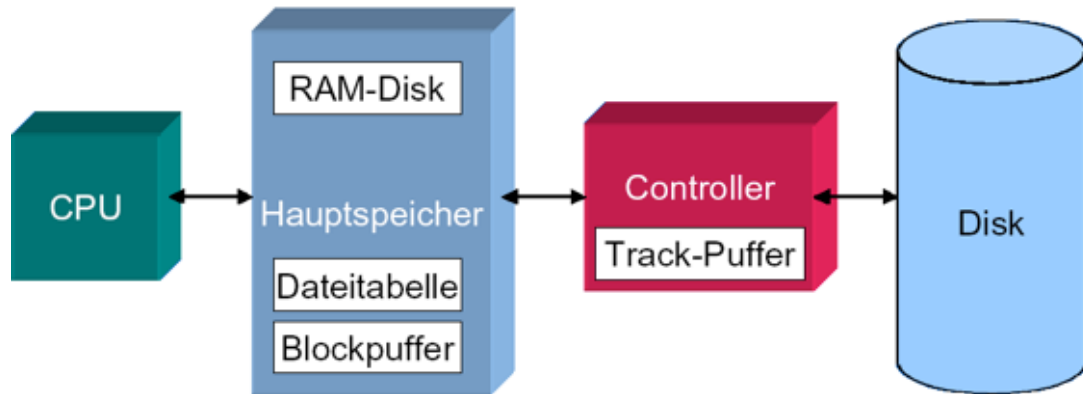 CPU
RAM-Disk
Hauptspeicher
Dateitabelle
Blockpuffer
Controller
Track-Puffer
Disk